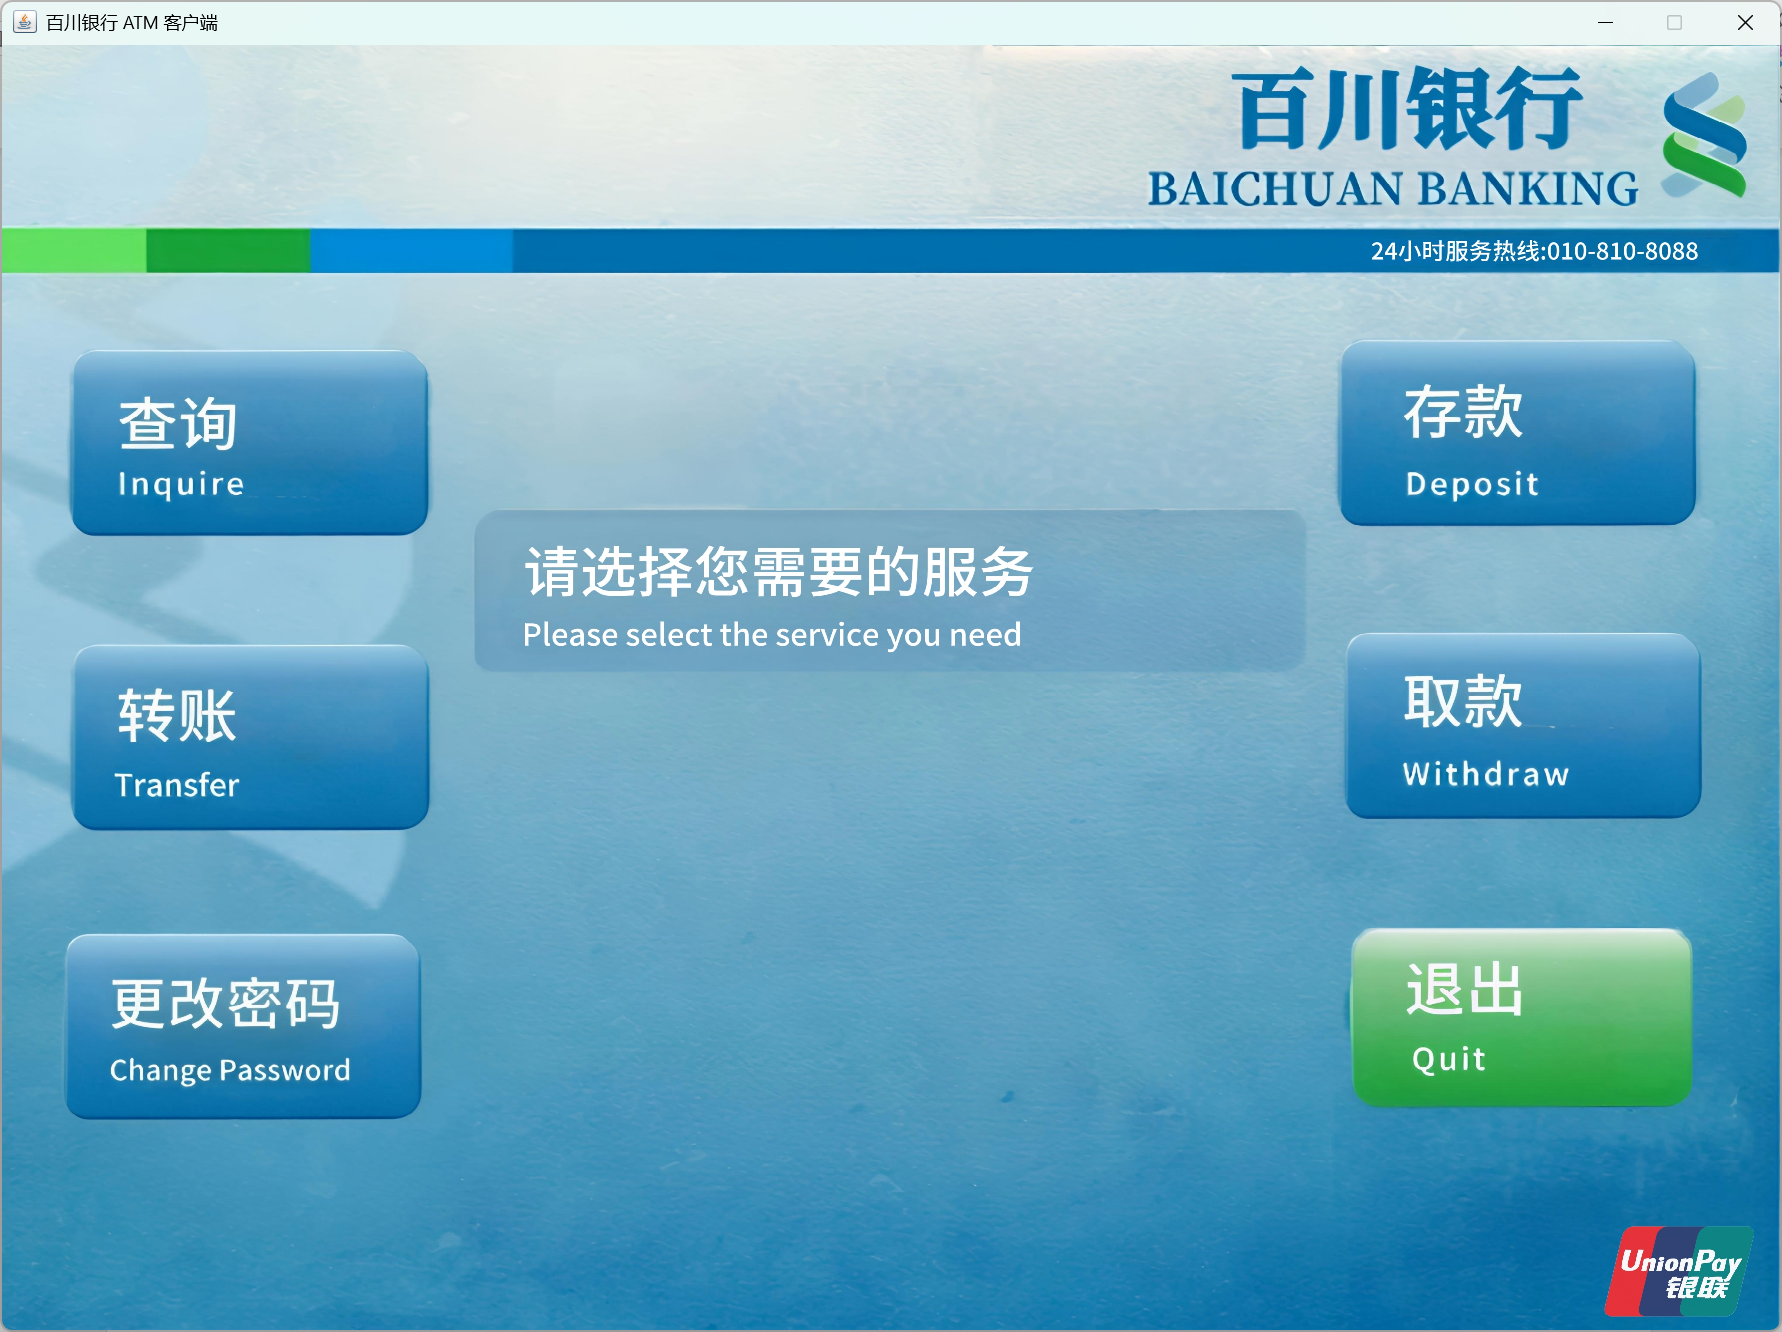 百川银行 ATM 客户端
百川银行
BAICHUAN BANKING
24小时服务热线:010-810-8088
查询
Inquire
存款
Deposit
请选择您需要的服务
Please select the service you need
转账
Transfer
取款
Withdraw
更改密码
Change Password
退出
Quit
UnionPay
银联